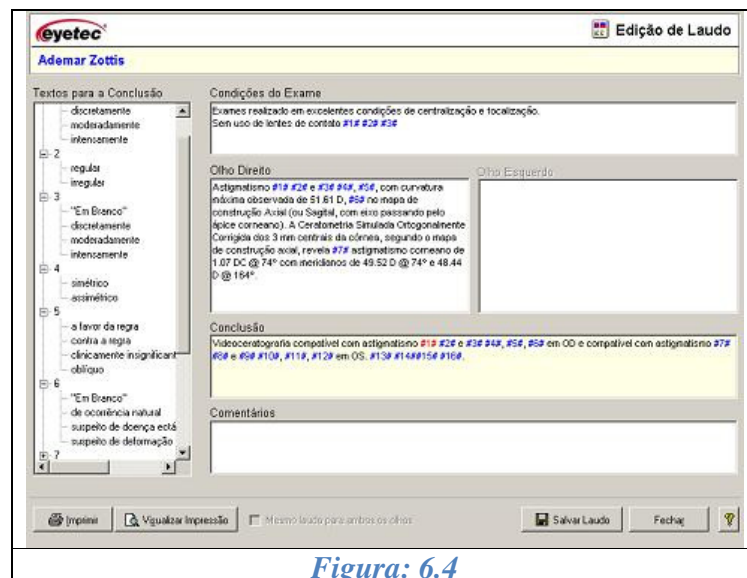 eyetec
Edição de Laudo
Ademar Zottis
Textos para a Conclusão
discretamente
moderadamente
intensamente
2
regular
irregular
3
"Em Branco"
discretamente
moderadamente
intensamente
4
simétrico
assimétrico
5
a favor da regra
contra a regra
clinicamente insignificant
oblíquo
6
"Em Branco"
de ocorrência natural
suspeito de doença ectá
suspeito de deformação
7
Condições do Exame
Exames realizado em excelentes condições de centralização e focalização.
Sem uso de lentes de contato #1# #2# #3#
Olho Direito
Astigmatismo #1# #2# e #3# #4#, #5#, com curvatura
máxima observada de 51.61 D, #6# no mapa de
construção Axial (ou Sagital, com eixo passando pelo
ápice corneano). A Ceratometria Simulada Ortogonalmente
Corrigida dos 3 mm centrais da córnea, segundo o mapa
de construção axial, revela #7# astigmatismo corneano de
1.07 DC @ 74º com meridianos de 49.52 D @ 74º e 48.44
D @ 164º.
Olho Esquerdo
Conclusão
Videoceratografia compatível com astigmatismo #1# #2# e #3# #4#, #5#, #6# em OD e compatível com astigmatismo #7#
#8# e #9# #10#, #11#, #12# em OS. #13# #14##15# #16#.
Comentários
Imprimir
Visualizar Impressão
Mesmo laudo para ambos os olhos
Salvar Laudo
Fechar
?
Figura: 6.4